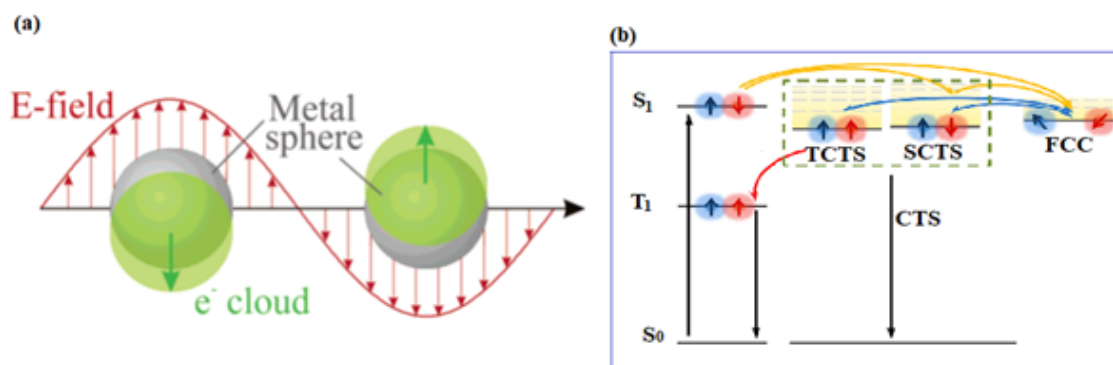 (a)
E-field
Metal
sphere
e⁻ cloud
(b)
S₁
TCTS
SCTS
FCC
T₁
CTS
S₀